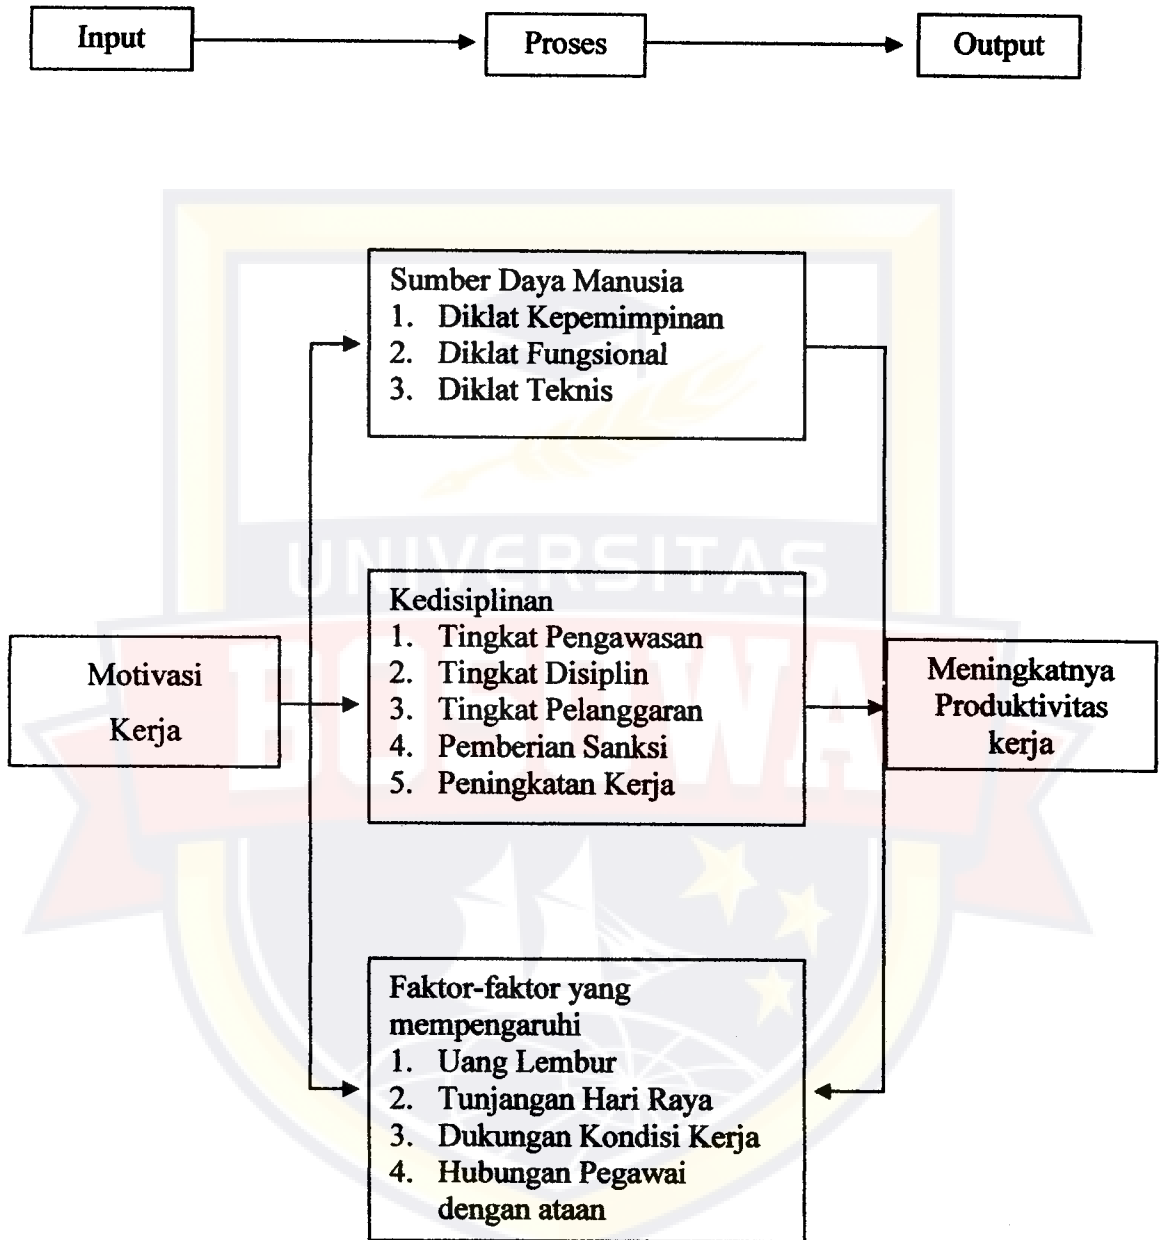 Input
Proses
Output
Sumber Daya Manusia
1. Diklat Kepemimpinan
2. Diklat Fungsional
3. Diklat Teknis
UNIVERSITAS
BOSOWA
Motivasi
Kerja
Kedisiplinan
1. Tingkat Pengawasan
2. Tingkat Disiplin
3. Tingkat Pelanggaran
4. Pemberian Sanksi
5. Peningkatan Kerja
Meningkatnya
Produktivitas
kerja
Faktor-faktor yang
mempengaruhi
1. Uang Lembur
2. Tunjangan Hari Raya
3. Dukungan Kondisi Kerja
4. Hubungan Pegawai
dengan ataan